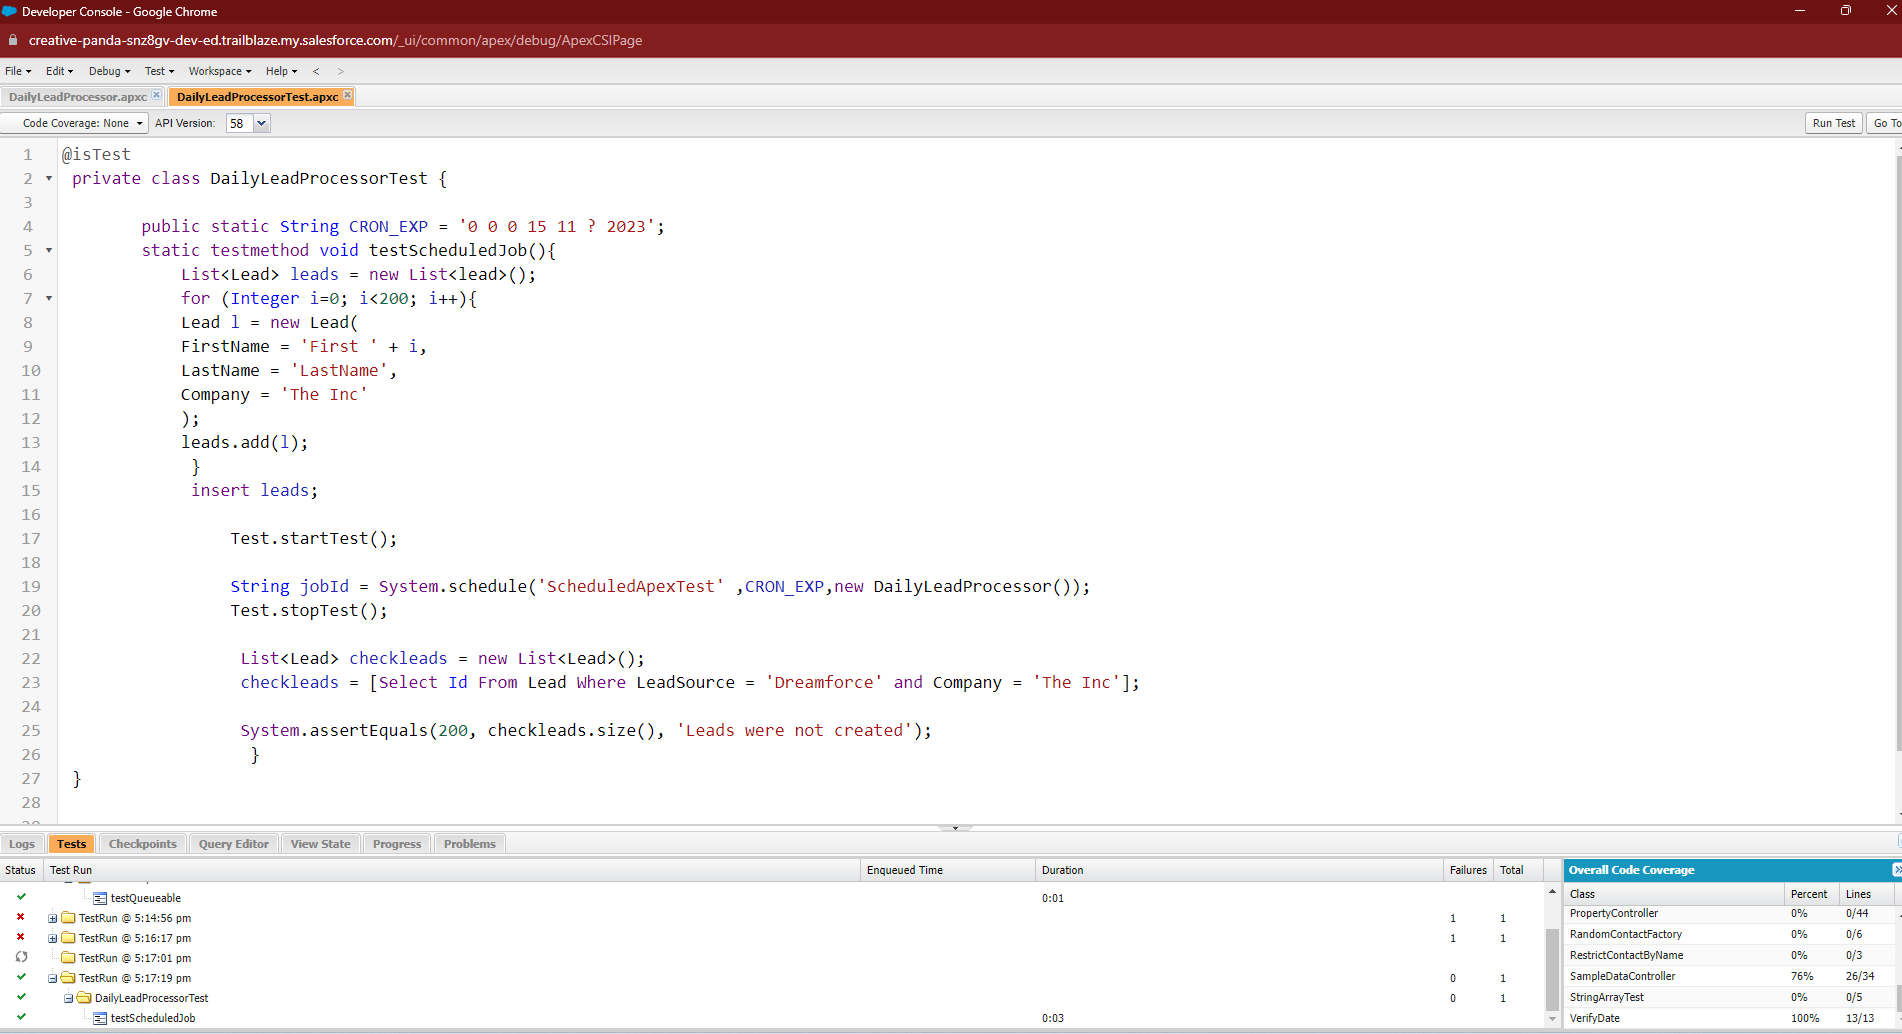 Developer Console - Google Chrome
creative-panda-snz8gv-dev-ed.trailblaze.my.salesforce.com/_ui/common/apex/debug/ApexCSIPage
File Edit Debug Test Workspace Help < >
DailyLeadProcessor.apxc DailyLeadProcessorTest.apxc
Code Coverage: None API Version: 58 Run Test Go To
1 @isTest
2 private class DailyLeadProcessorTest {
3
4 public static String CRON_EXP = '0 0 0 15 11 ? 2023';
5 static testmethod void testScheduledJob(){
6 List<Lead> leads = new List<lead>();
7 for (Integer i=0; i<200; i++){
8 Lead l = new Lead(
9 FirstName = 'First ' + i,
10 LastName = 'LastName',
11 Company = 'The Inc'
12 );
13 leads.add(l);
14 }
15 insert leads;
16
17 Test.startTest();
18
19 String jobId = System.schedule('ScheduledApexTest' ,CRON_EXP,new DailyLeadProcessor());
20 Test.stopTest();
21
22 List<Lead> checkleads = new List<Lead>();
23 checkleads = [Select Id From Lead Where LeadSource = 'Dreamforce' and Company = 'The Inc'];
24
25 System.assertEquals(200, checkleads.size(), 'Leads were not created');
26 }
27 }
28
Logs Tests Checkpoints Query Editor View State Progress Problems
Status Test Run Enqueued Time Duration Failures Total
testQueueable 0:01
TestRun @ 5:14:56 pm 1 1
TestRun @ 5:16:17 pm 1 1
TestRun @ 5:17:01 pm
TestRun @ 5:17:19 pm 0 1
DailyLeadProcessorTest 0 1
testScheduledJob 0:03
Overall Code Coverage
Class Percent Lines
PropertyController 0% 0/44
RandomContactFactory 0% 0/6
RestrictContactByName 0% 0/3
SampleDataController 76% 26/34
StringArrayTest 0% 0/5
VerifyDate 100% 13/13